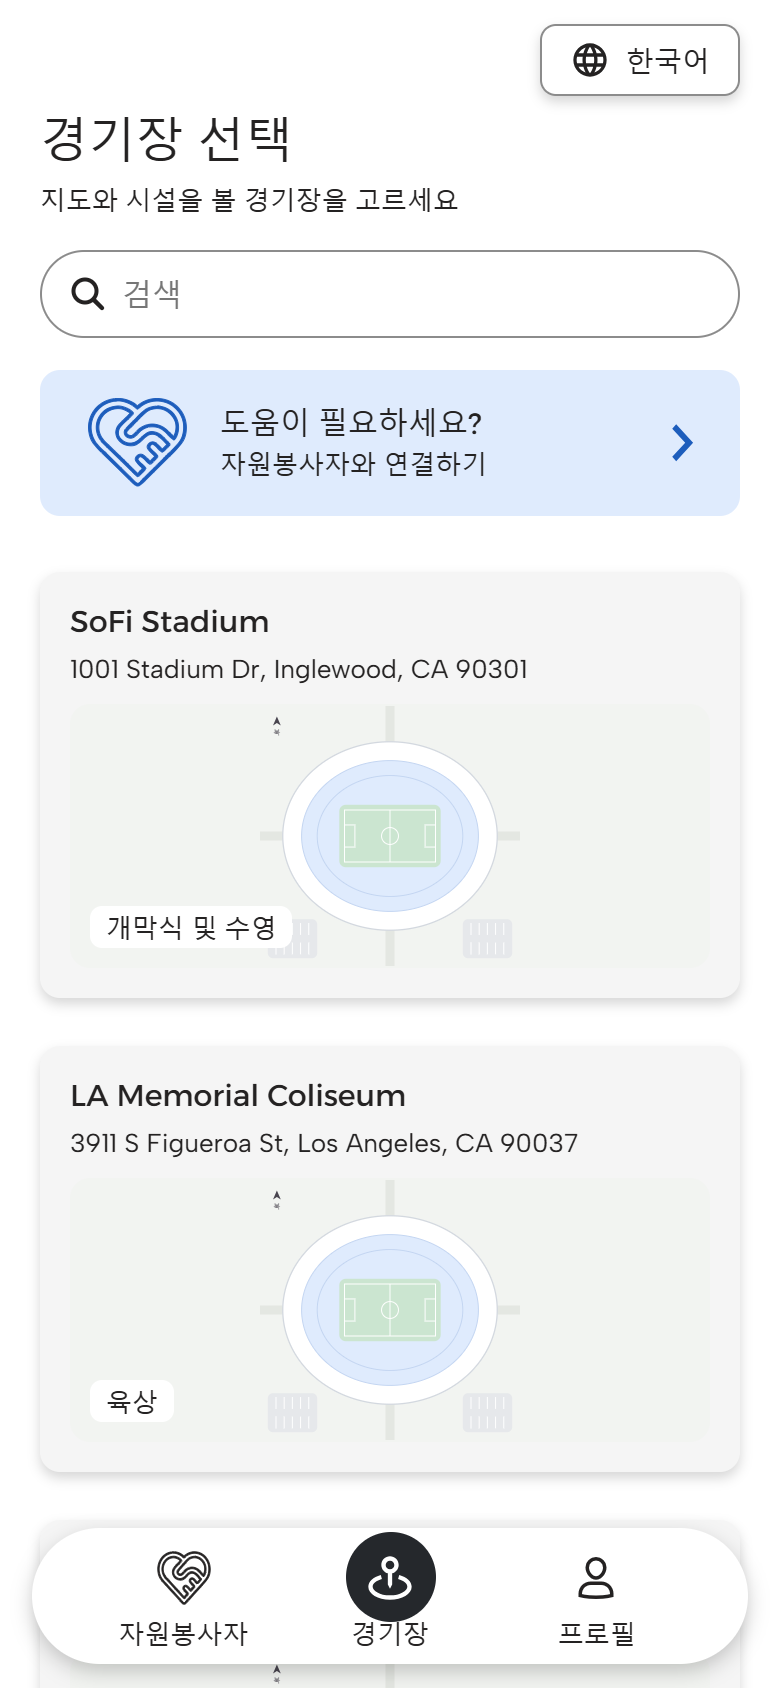 한국어
경기장 선택
지도와 시설을 볼 경기장을 고르세요
검색
도움이 필요하세요?
자원봉사자와 연결하기
SoFi Stadium
1001 Stadium Dr, Inglewood, CA 90301
개막식 및 수영
LA Memorial Coliseum
3911 S Figueroa St, Los Angeles, CA 90037
육상
자원봉사자
경기장
프로필